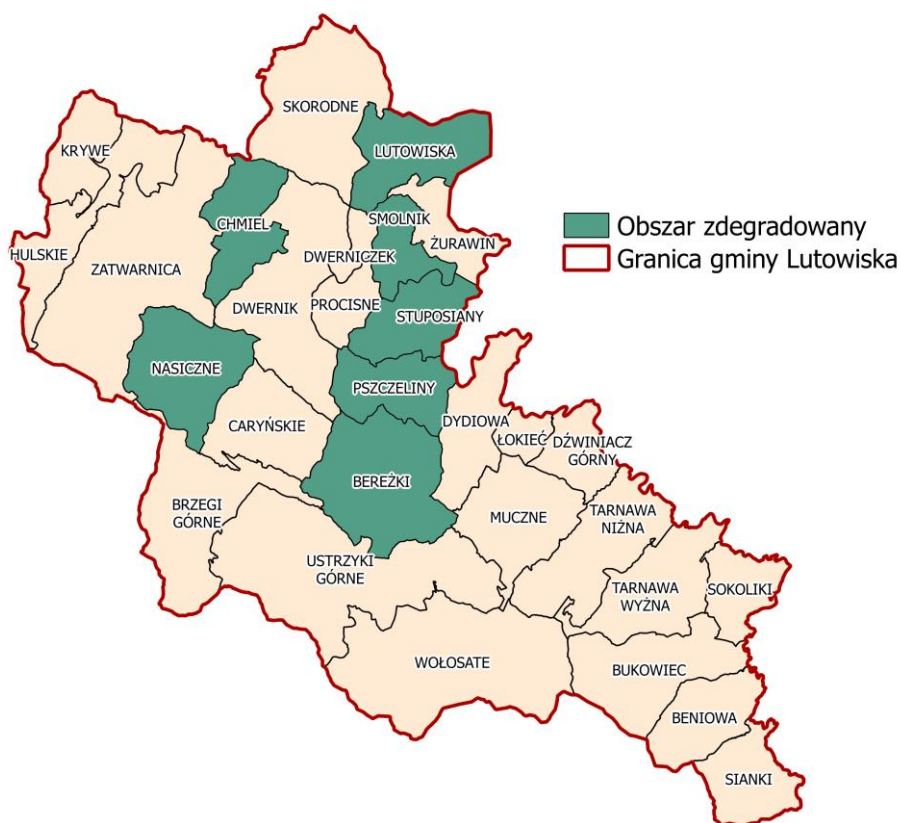 SKORODNE
LUTOWISKA
KRYWE
CHMIEL
SMOLNIK
ŻURAWIN
HULSKIE
ZATWARNICA
DWERNICZEK
DWERNIK
PROCISNE
STUPOSIANY
NASICZNE
PSZCZELINY
CARYŃSKIE
DYDIOWA
ŁOKIEĆ
DŹWINIACZ
GÓRNY
BEREŻKI
BRZEGI
GÓRNE
MUCZNE
TARNAWA
NIŻNA
USTRZYKI
GÓRNE
TARNAWA
WYŻNA
SOKOLIKI
WOŁOSATE
BUKOWIEC
BENIOWA
SIANKI
Obszar zdegradowany
Granica gminy Lutowiska